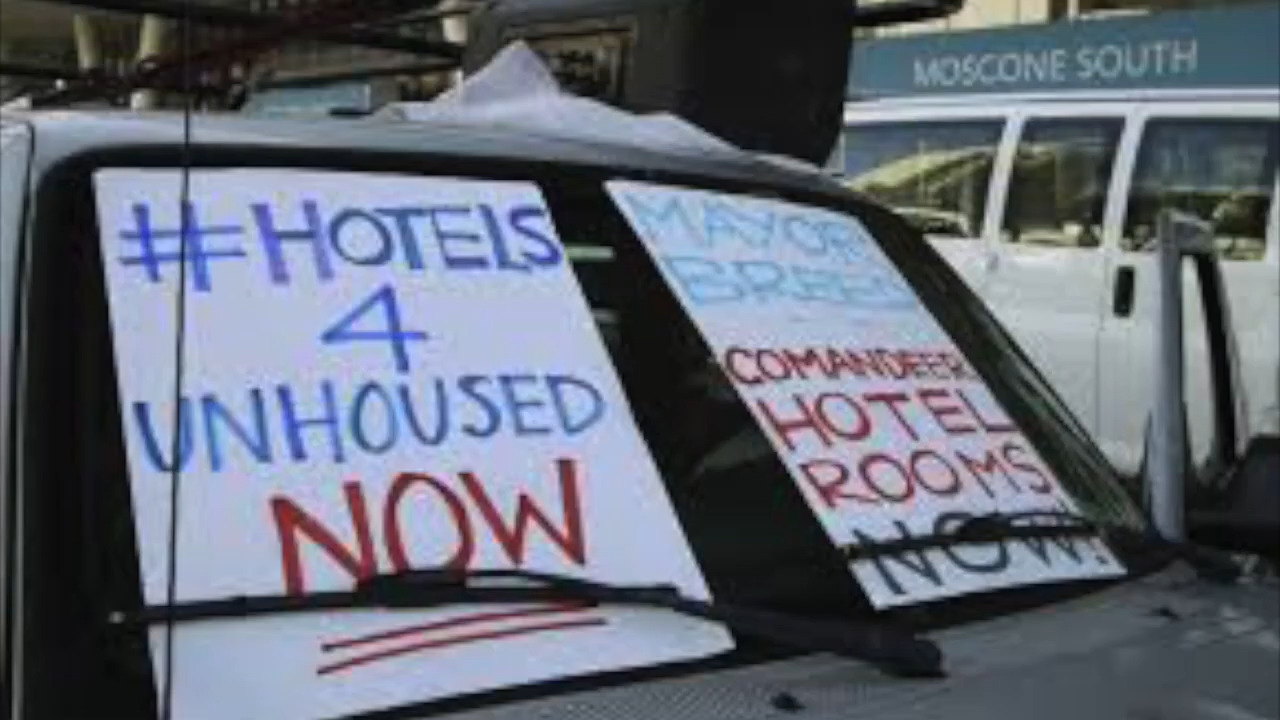 #HOTELS
4
UNHOUSED
NOW
MAYOR
BREED
COMANDEER
HOTEL
ROOMS
NOW!
MOSCONE SOUTH